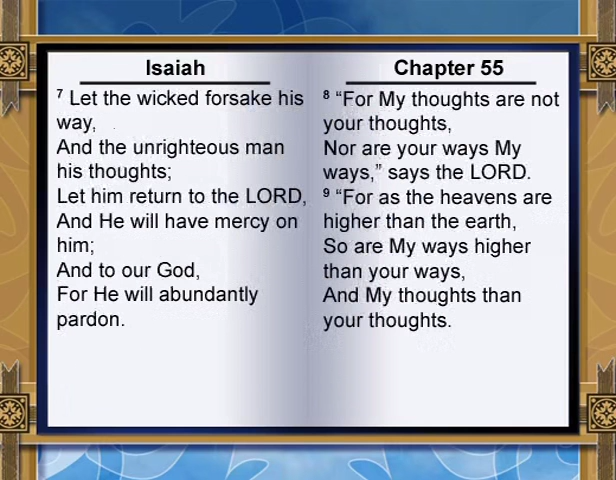 Isaiah
⁷ Let the wicked forsake his
way,
And the unrighteous man
his thoughts;
Let him return to the LORD,
And He will have mercy on
him;
And to our God,
For He will abundantly
pardon.
Chapter 55
⁸ “For My thoughts are not
your thoughts,
Nor are your ways My
ways,” says the LORD.
⁹ “For as the heavens are
higher than the earth,
So are My ways higher
than your ways,
And My thoughts than
your thoughts.